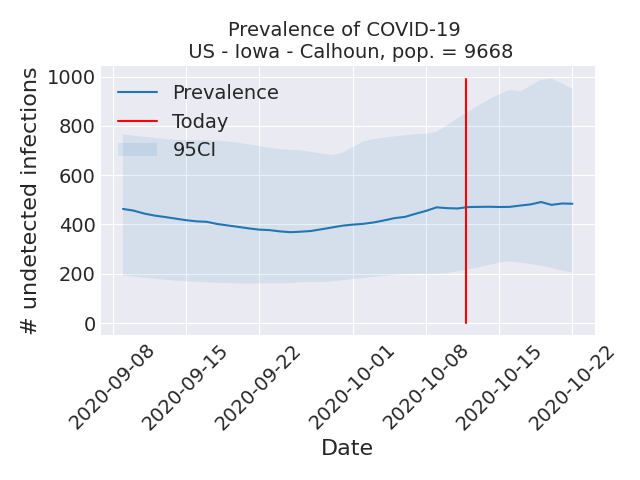 Prevalence of COVID-19
US - Iowa - Calhoun, pop. = 9668
# undetected infections
1000
800
600
400
200
0
Prevalence
Today
95CI
2020-09-08
2020-09-15
2020-09-22
2020-10-01
2020-10-08
2020-10-15
2020-10-22
Date